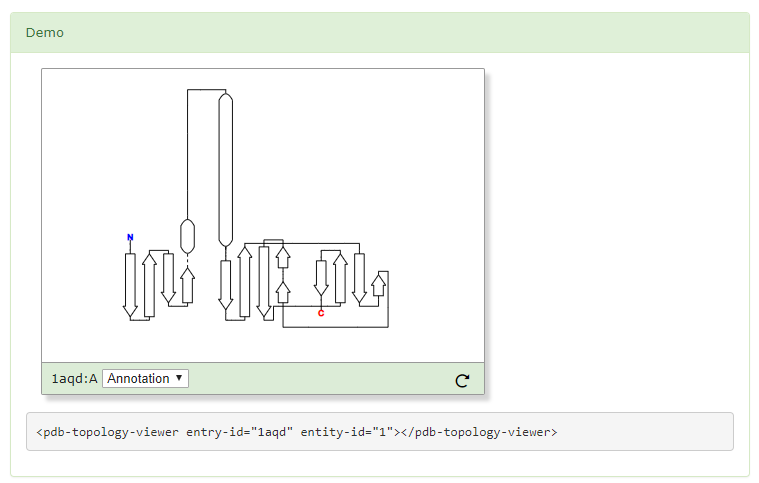 Demo
N
C
1aqd:A Annotation
<pdb-topology-viewer entry-id="1aqd" entity-id="1"></pdb-topology-viewer>